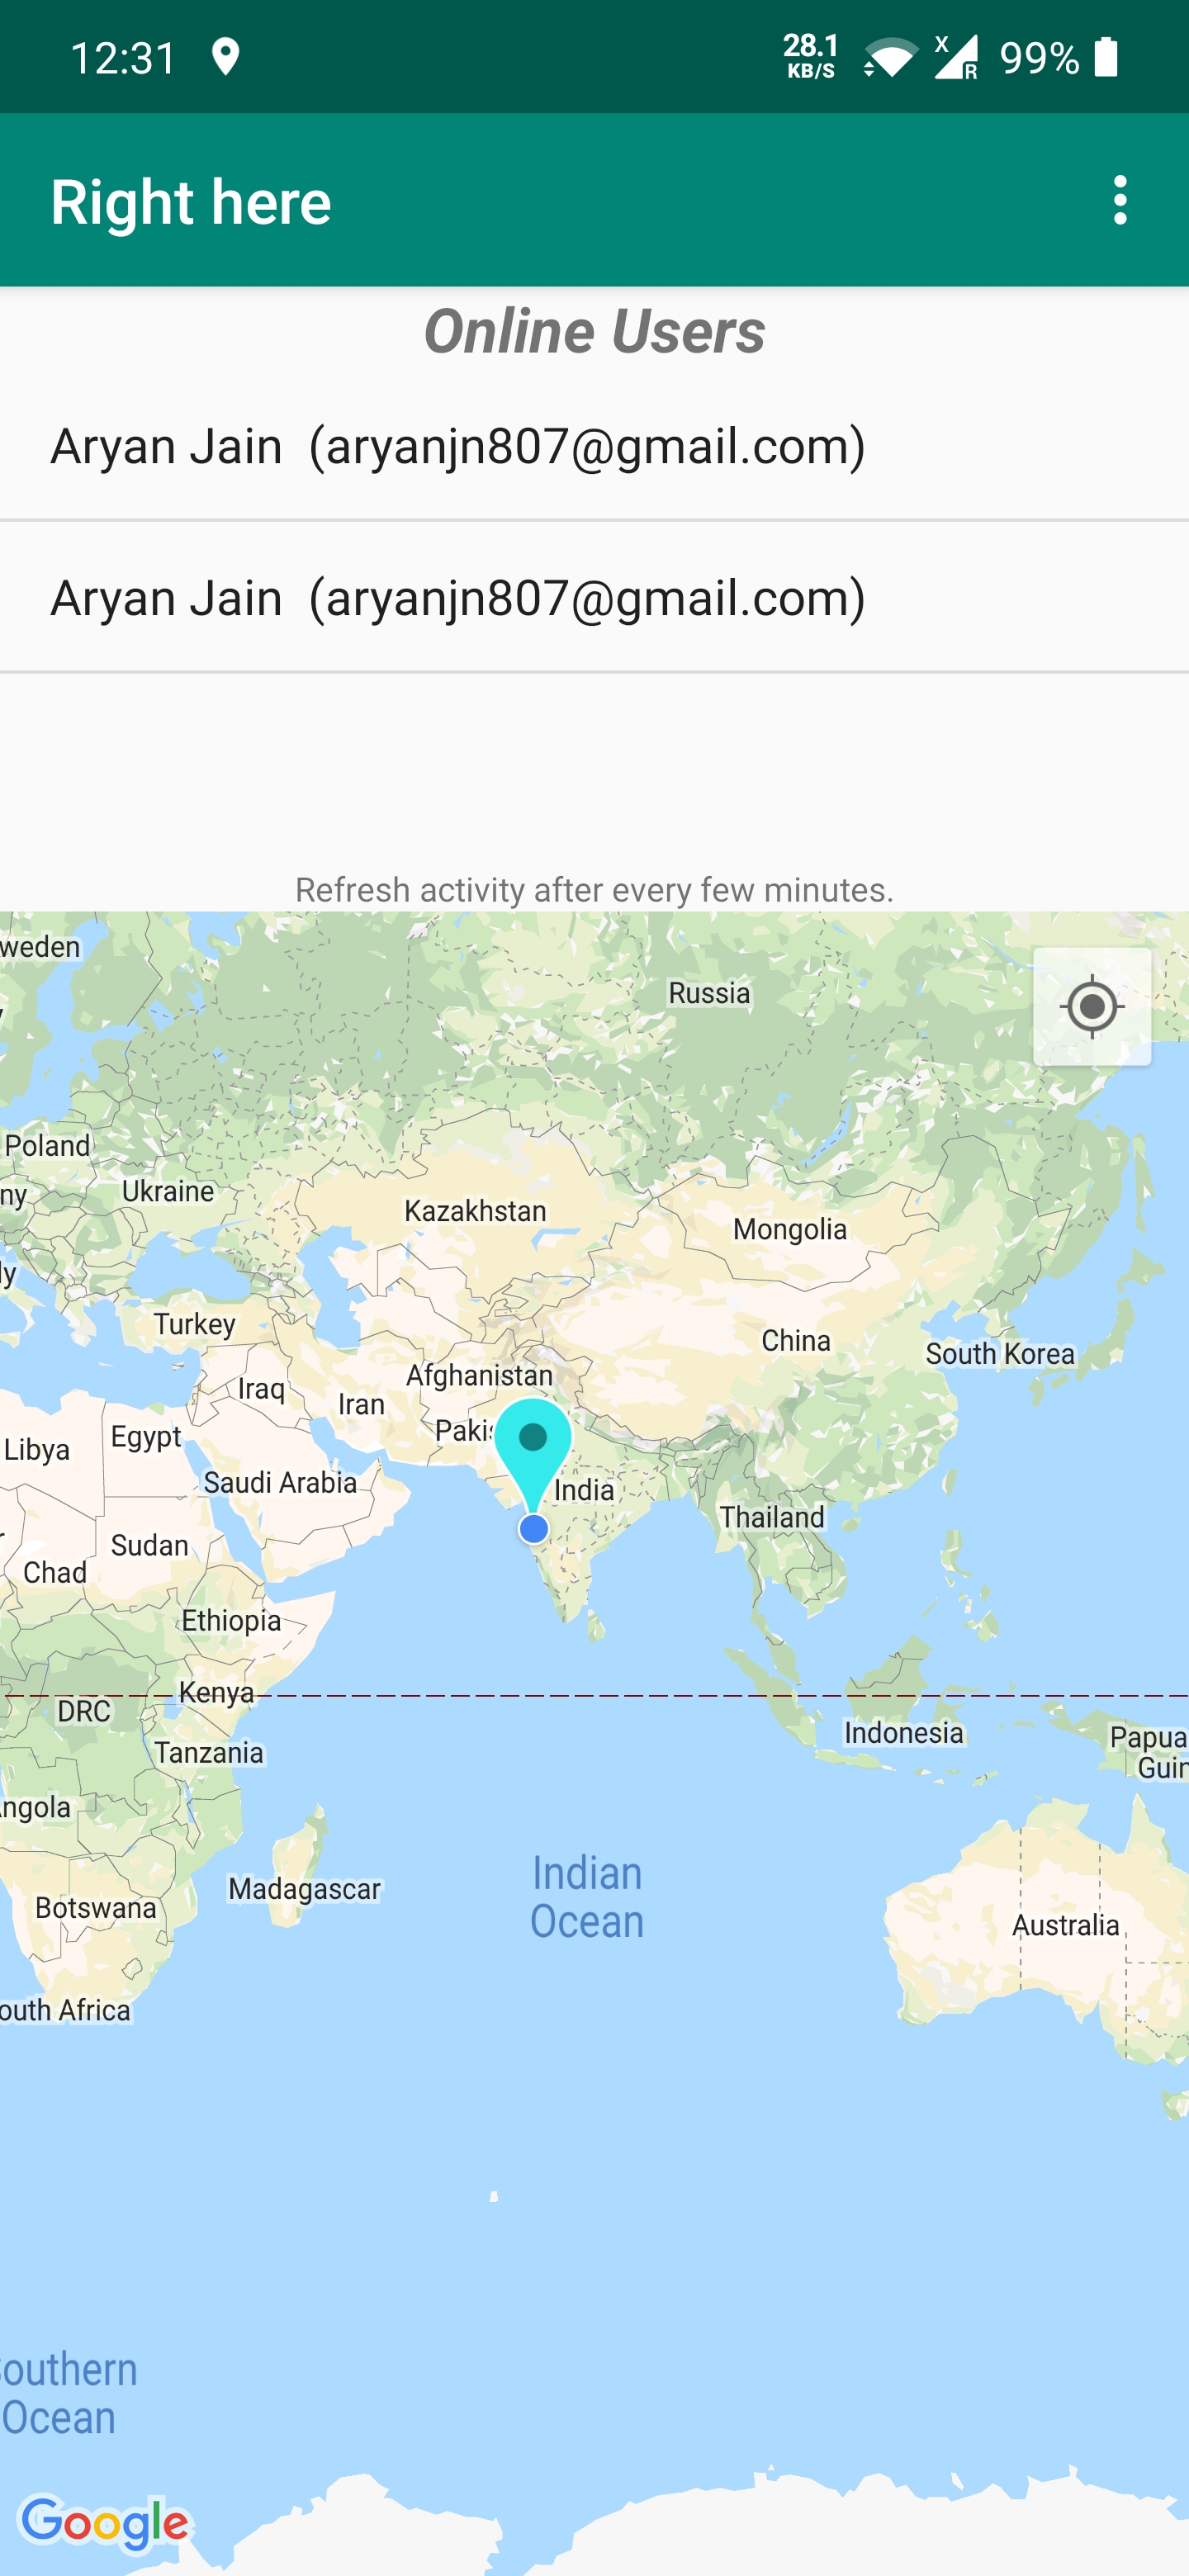 12:31
28.1
KB/S
X
R
99%
Right here
Online Users
Aryan Jain (aryanjn807@gmail.com)
Aryan Jain (aryanjn807@gmail.com)
Refresh activity after every few minutes.
weden
Russia
Poland
Ukraine
ny
Kazakhstan
Mongolia
ly
Turkey
China
South Korea
Afghanistan
Iraq
Iran
Pakis
Egypt
Libya
Saudi Arabia
India
Thailand
Sudan
Chad
Ethiopia
Kenya
DRC
Indonesia
Papua
Tanzania
Guin
ngola
Madagascar
Indian
Ocean
Botswana
Australia
outh Africa
outhern
Ocean
Google